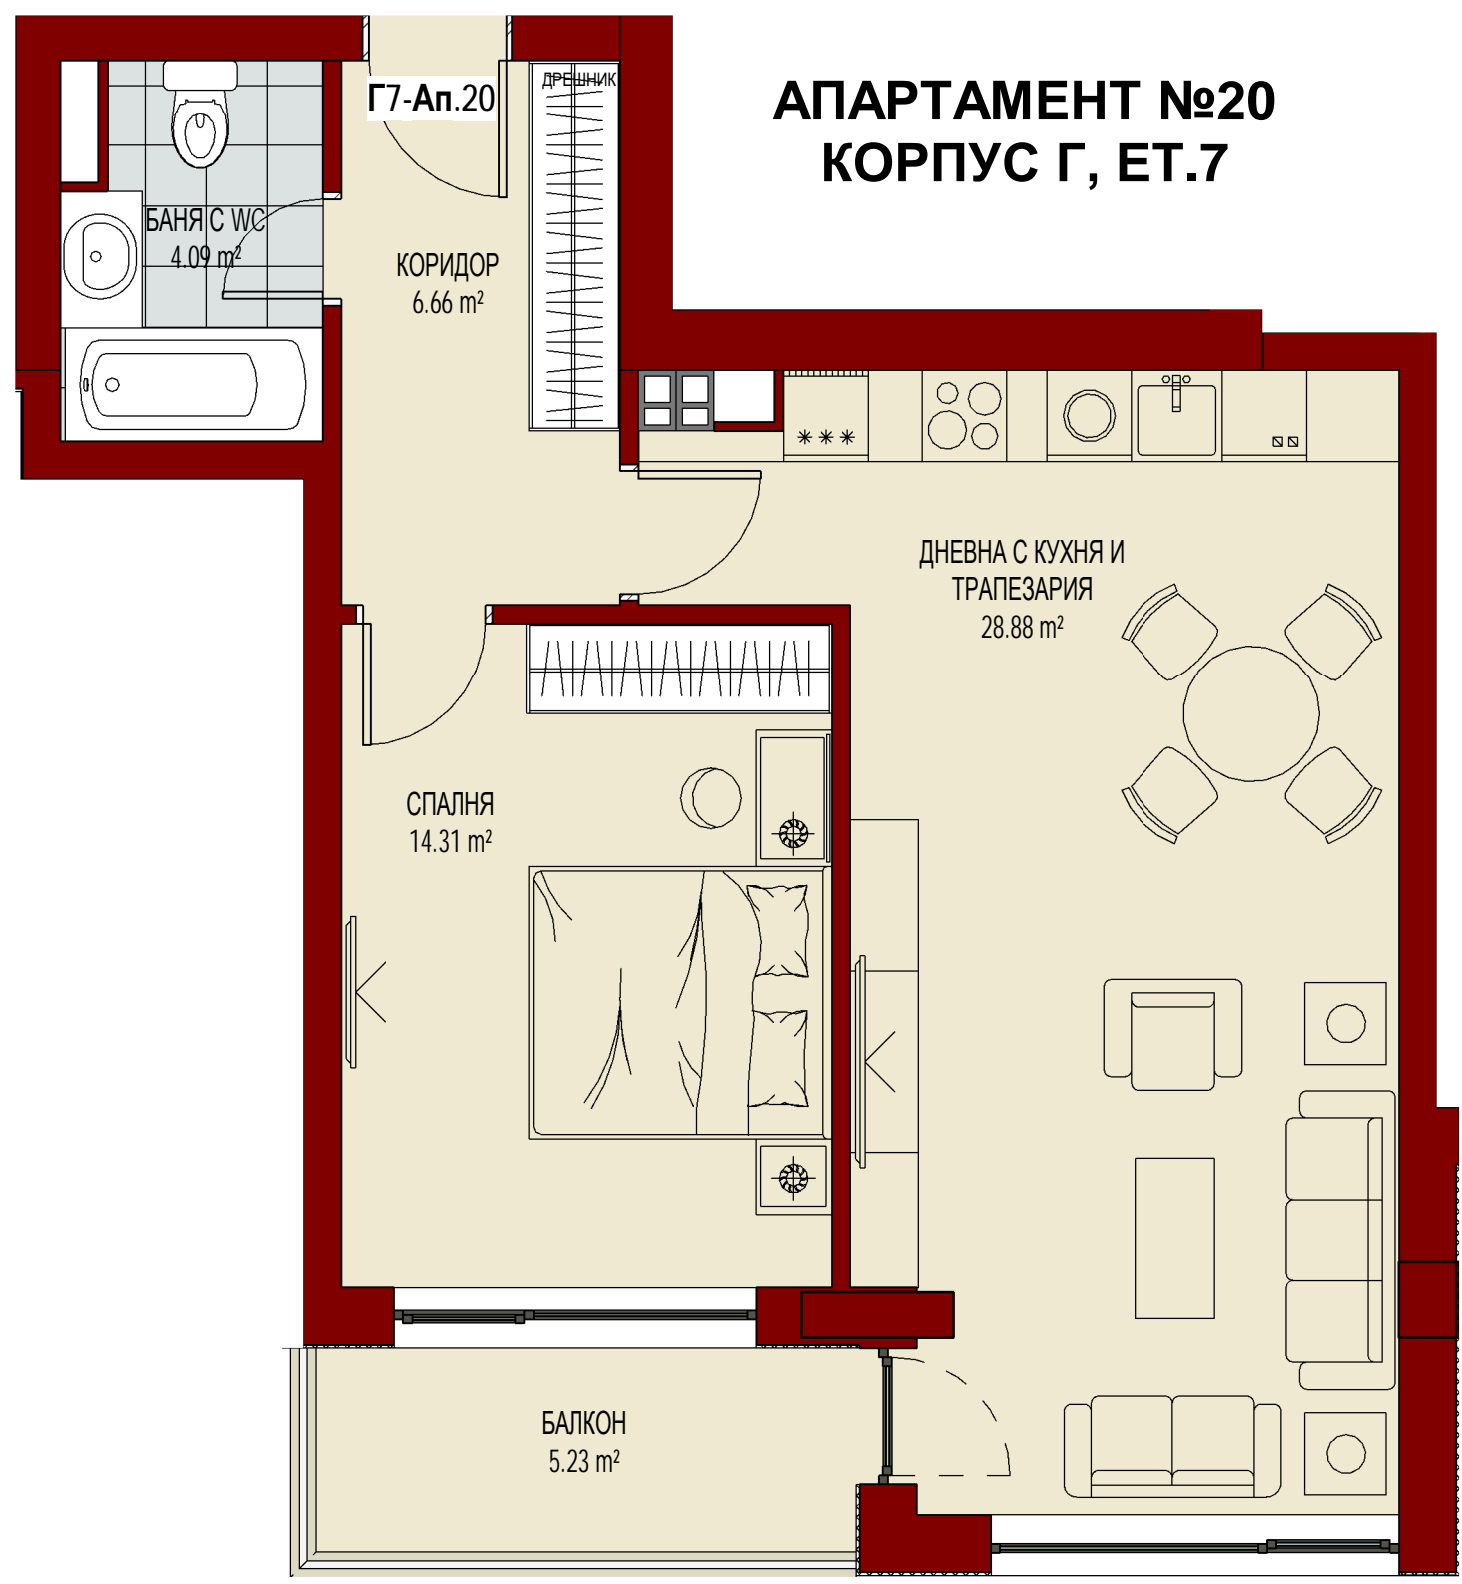 АПАРТАМЕНТ №20
КОРПУС Г, ЕТ.7
Г7-Ап.20
ДРЕШНИК
БАНЯ С WC
4.09 m²
КОРИДОР
6.66 m²
ДНЕВНА С КУХНЯ И
ТРАПЕЗАРИЯ
28.88 m²
СПАЛНЯ
14.31 m²
БАЛКОН
5.23 m²